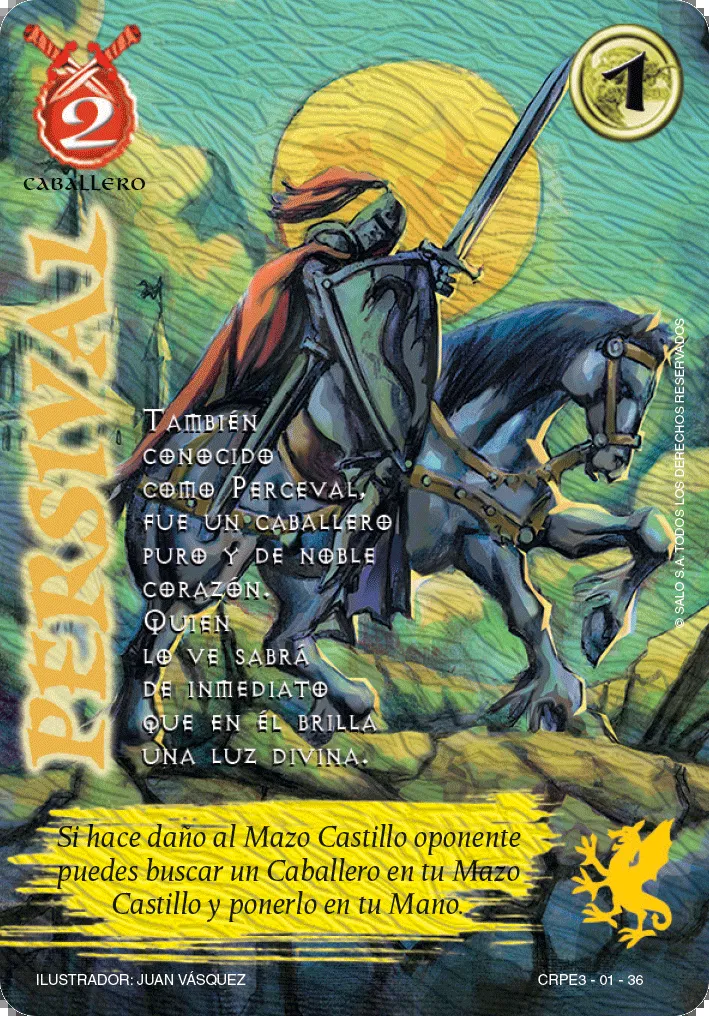 2
1
CABALLERO
PERSIVAL
También
conocido
como Perceval,
fue un caballero
puro y de noble
corazón.
Quien
lo ve sabrá
de inmediato
que en él brilla
una luz divina.
© SALO S.A. TODOS LOS DERECHOS RESERVADOS
Si hace daño al Mazo Castillo oponente
puedes buscar un Caballero en tu Mazo
Castillo y ponerlo en tu Mano.
ILUSTRADOR: JUAN VÁSQUEZ
CRPE3 - 01 - 36